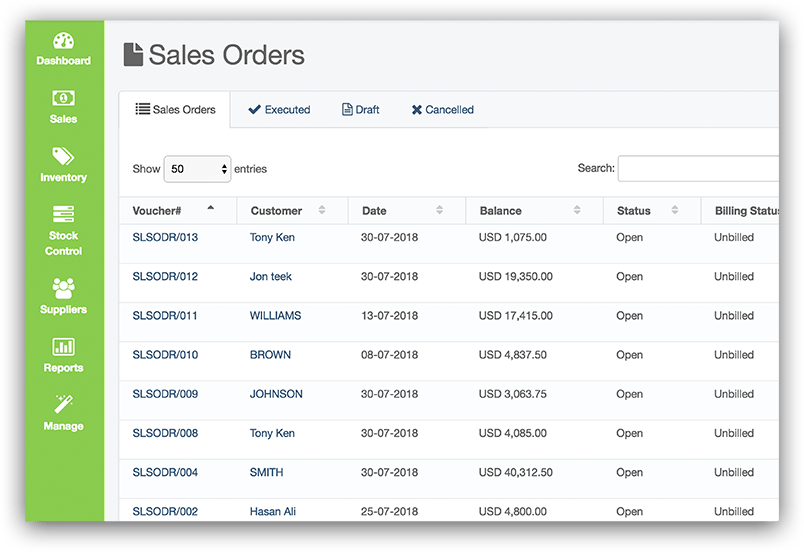 Dashboard
Sales
Inventory
Stock
Control
Suppliers
Reports
Manage
Sales Orders
Sales Orders Executed Draft Cancelled
Show 50 entries Search:
Voucher# Customer Date Balance Status Billing Status
SLSODR/013 Tony Ken 30-07-2018 USD 1,075.00 Open Unbilled
SLSODR/012 Jon teek 30-07-2018 USD 19,350.00 Open Unbilled
SLSODR/011 WILLIAMS 13-07-2018 USD 17,415.00 Open Unbilled
SLSODR/010 BROWN 08-07-2018 USD 4,837.50 Open Unbilled
SLSODR/009 JOHNSON 30-07-2018 USD 3,063.75 Open Unbilled
SLSODR/008 Tony Ken 30-07-2018 USD 4,085.00 Open Unbilled
SLSODR/004 SMITH 30-07-2018 USD 40,312.50 Open Unbilled
SLSODR/002 Hasan Ali 25-07-2018 USD 4,800.00 Open Unbilled